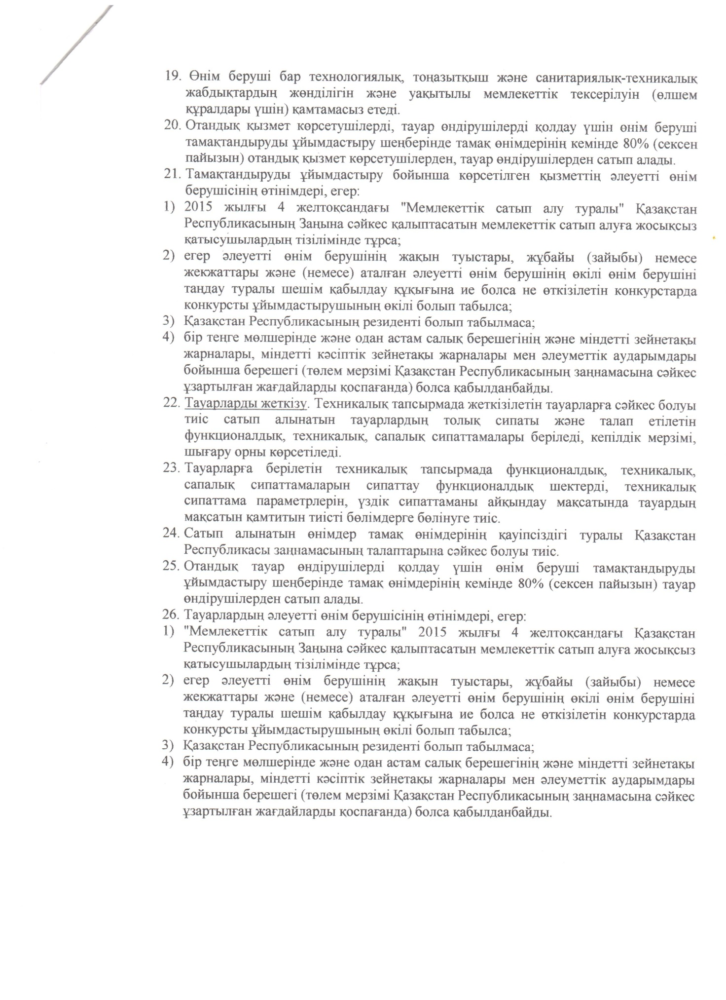 19. Өнім беруші бар технологиялық, тоңазытқыш және санитариялық-техникалық
жабдықтардың жөнділігін және уақытылы мемлекеттік тексерілуін (өлшем
құралдары үшін) қамтамасыз етеді.
20. Отандық қызмет көрсетушілерді, тауар өндірушілерді қолдау үшін өнім беруші
тамақтандыруды ұйымдастыру шеңберінде тамақ өнімдерінің кемінде 80% (сексен
пайызын) отандық қызмет көрсетушілерден, тауар өндірушілерден сатып алады.
21. Тамақтандыруды ұйымдастыру бойынша көрсетілген қызметтің әлеуетті өнім
берушісінің өтінімдері, егер:
1) 2015 жылғы 4 желтоқсандағы "Мемлекеттік сатып алу туралы" Қазақстан
Республикасының Заңына сәйкес қалыптасатын мемлекеттік сатып алуға жосықсыз
қатысушылардың тізілімінде тұрса;
2) егер әлеуетті өнім берушінің жақын туыстары, жұбайы (зайыбы) немесе
жекжаттары және (немесе) аталған әлеуетті өнім берушінің өкілі өнім берушіні
таңдау туралы шешім қабылдау құқығына ие болса не өткізілетін конкурстарда
конкурсты ұйымдастырушының өкілі болып табылса;
3) Қазақстан Республикасының резиденті болып табылмаса;
4) бір теңге мөлшерінде және одан астам салық берешегінің және міндетті зейнетақы
жарналары, міндетті кәсіптік зейнетақы жарналары мен әлеуметтік аударымдары
бойынша берешегі (төлем мерзімі Қазақстан Республикасының заңнамасына сәйкес
ұзартылған жағдайларды қоспағанда) болса қабылданбайды.
22. Тауарларды жеткізу. Техникалық тапсырмада жеткізілетін тауарларға сәйкес болуы
тиіс сатып алынатын тауарлардың толық сипаты және талап етілетін
функционалдық, техникалық, сапалық сипаттамалары беріледі, кепілдік мерзімі,
шығару орны көрсетіледі.
23. Тауарларға берілетін техникалық тапсырмада функционалдық, техникалық,
сапалық сипаттамаларын сипаттау функционалдық шектерді, техникалық
сипаттама параметрлерін, үздік сипаттаманы айқындау мақсатында тауардың
мақсатын қамтитын тиісті бөлімдерге бөлінуге тиіс.
24. Сатып алынатын өнімдер тамақ өнімдерінің қауіпсіздігі туралы Қазақстан
Республикасы заңнамасының талаптарына сәйкес болуы тиіс.
25. Отандық тауар өндірушілерді қолдау үшін өнім беруші тамақтандыруды
ұйымдастыру шеңберінде тамақ өнімдерінің кемінде 80% (сексен пайызын) тауар
өндірушілерден сатып алады.
26. Тауарлардың әлеуетті өнім берушісінің өтінімдері, егер:
1) "Мемлекеттік сатып алу туралы" 2015 жылғы 4 желтоқсандағы Қазақстан
Республикасының Заңына сәйкес қалыптасатын мемлекеттік сатып алуға жосықсыз
қатысушылардың тізілімінде тұрса;
2) егер әлеуетті өнім берушінің жақын туыстары, жұбайы (зайыбы) немесе
жекжаттары және (немесе) аталған әлеуетті өнім берушінің өкілі өнім берушіні
таңдау туралы шешім қабылдау құқығына ие болса не өткізілетін конкурстарда
конкурсты ұйымдастырушының өкілі болып табылса;
3) Қазақстан Республикасының резиденті болып табылмаса;
4) бір теңге мөлшерінде және одан астам салық берешегінің және міндетті зейнетақы
жарналары, міндетті кәсіптік зейнетақы жарналары мен әлеуметтік аударымдары
бойынша берешегі (төлем мерзімі Қазақстан Республикасының заңнамасына сәйкес
ұзартылған жағдайларды қоспағанда) болса қабылданбайды.